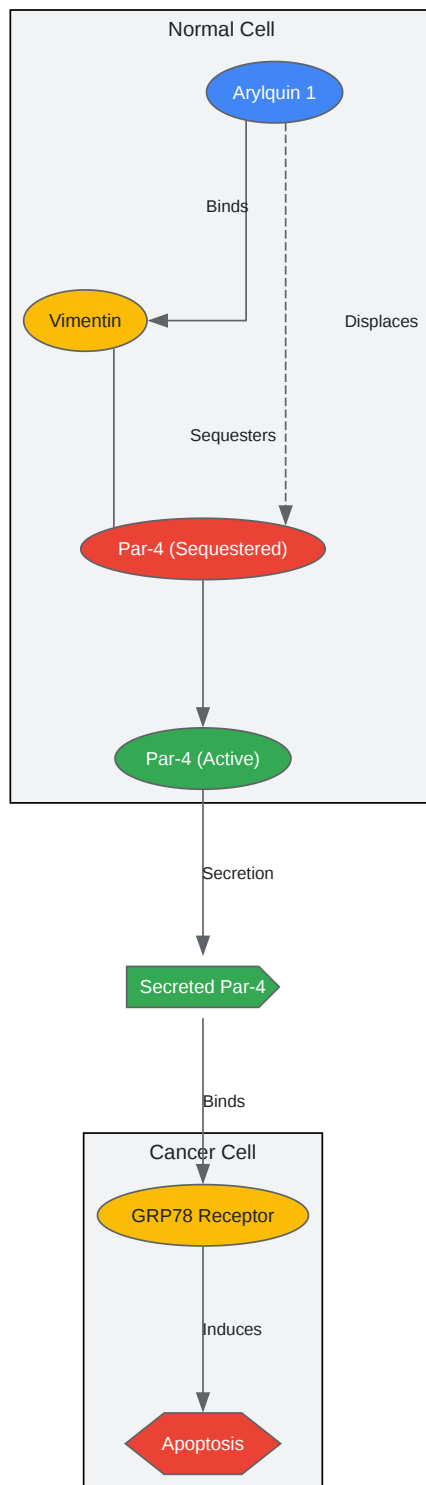 Normal Cell
Arylquin 1
Binds
Vimentin
Displaces
Sequesters
Par-4 (Sequestered)
Par-4 (Active)
Secretion
Secreted Par-4
Binds
Cancer Cell
GRP78 Receptor
Induces
Apoptosis